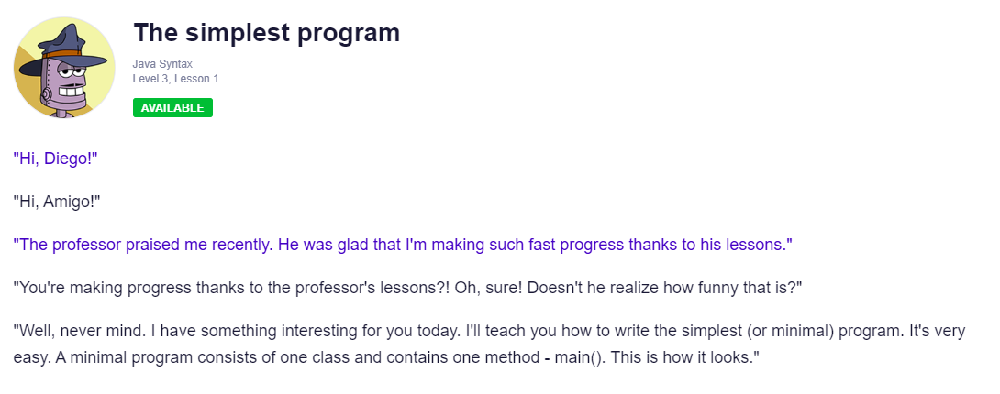 The simplest program
Java Syntax
Level 3, Lesson 1
AVAILABLE
"Hi, Diego!"
"Hi, Amigo!"
"The professor praised me recently. He was glad that I'm making such fast progress thanks to his lessons."
"You're making progress thanks to the professor's lessons?! Oh, sure! Doesn't he realize how funny that is?"
"Well, never mind. I have something interesting for you today. I'll teach you how to write the simplest (or minimal) program. It's very
easy. A minimal program consists of one class and contains one method - main(). This is how it looks."